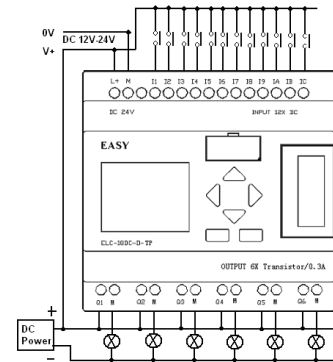 0V
DC 12V-24V
V+
L+ N I1 I2 I3 I4 I5 I6 I7 I8 I9 IA IB IC
DC 24V
INPUT 12X DC
EASY
ELC-18DC-D-TP
OUTPUT 6X Transistor/0.3A
Q1 M Q2 M Q3 M Q4 M Q5 M Q6 M
+
DC
Power
−